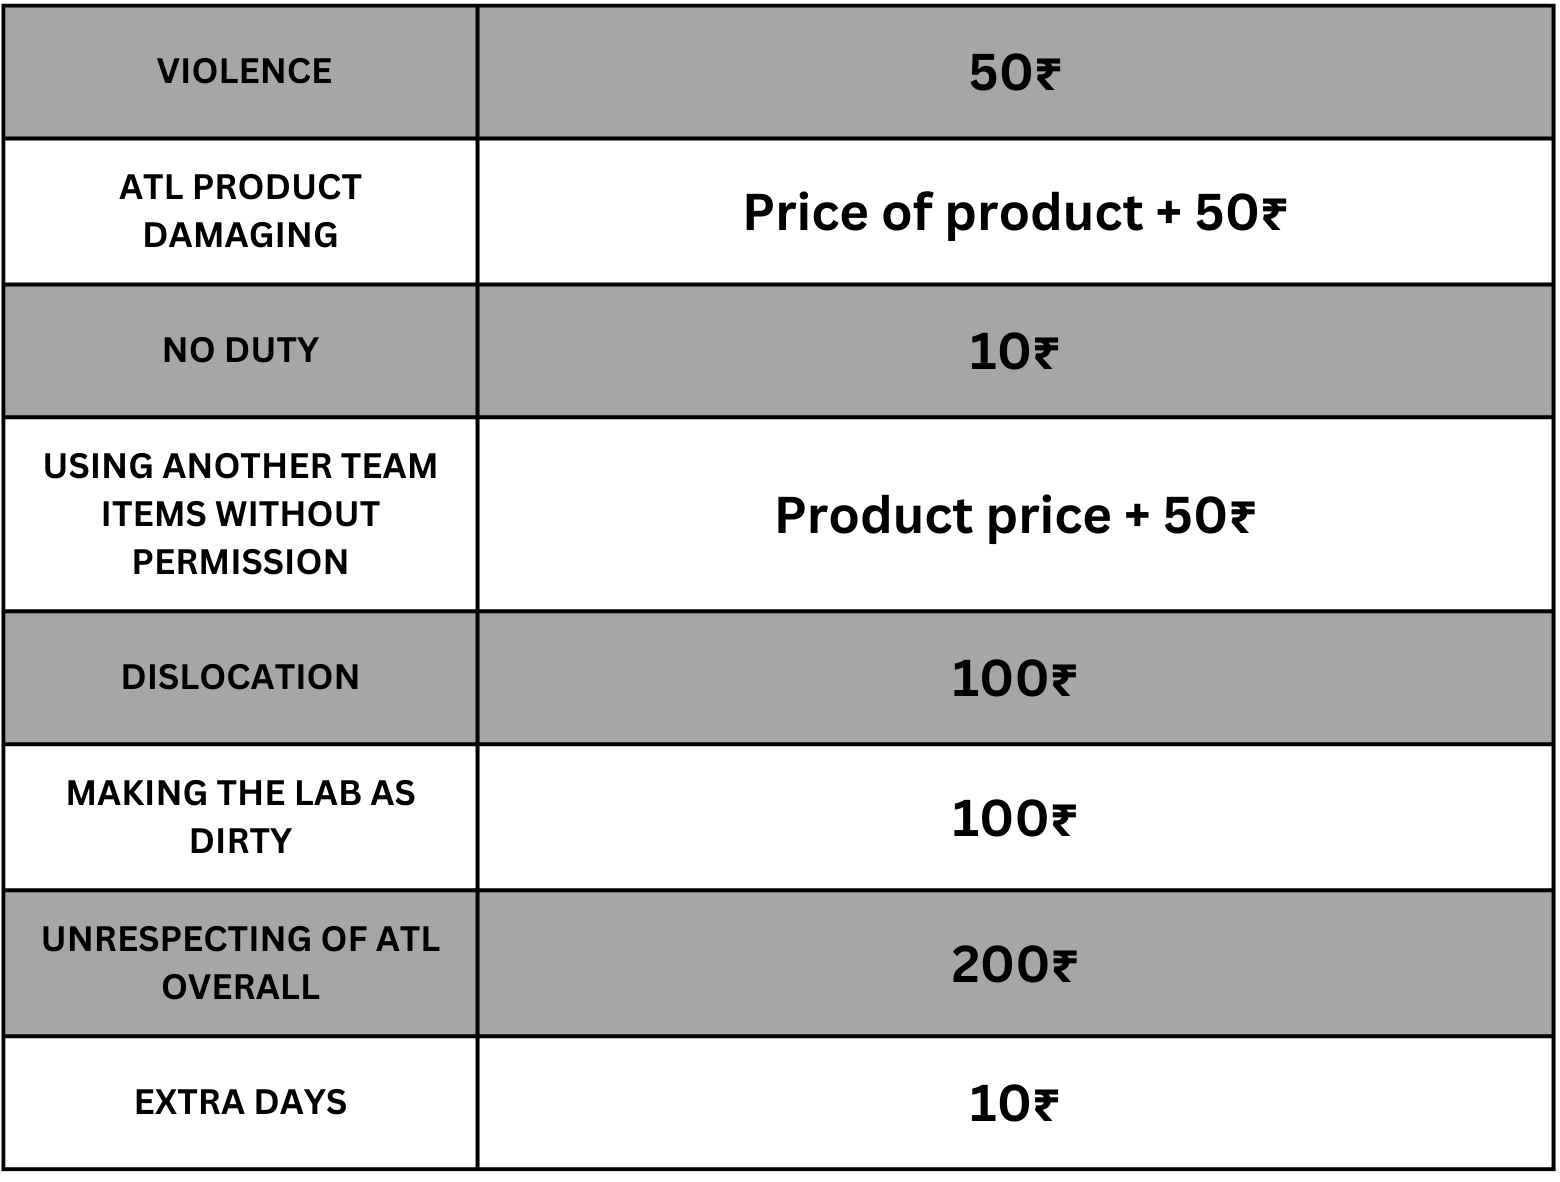 VIOLENCE
50₹
ATL PRODUCT
DAMAGING
Price of product + 50₹
NO DUTY
10₹
USING ANOTHER TEAM
ITEMS WITHOUT
PERMISSION
Product price + 50₹
DISLOCATION
100₹
MAKING THE LAB AS
DIRTY
100₹
UNRESPECTING OF ATL
OVERALL
200₹
EXTRA DAYS
10₹